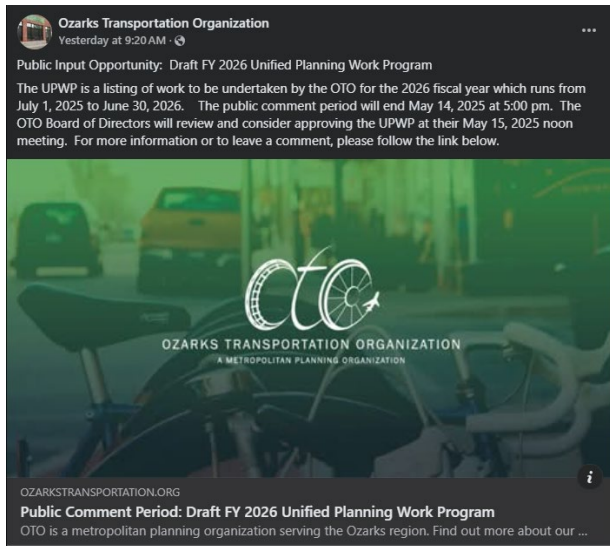 Ozarks Transportation Organization
Yesterday at 9:20 AM ·
Public Input Opportunity: Draft FY 2026 Unified Planning Work Program
The UPWP is a listing of work to be undertaken by the OTO for the 2026 fiscal year which runs from
July 1, 2025 to June 30, 2026. The public comment period will end May 14, 2025 at 5:00 pm. The
OTO Board of Directors will review and consider approving the UPWP at their May 15, 2025 noon
meeting. For more information or to leave a comment, please follow the link below.
OTO
OZARKS TRANSPORTATION ORGANIZATION
A METROPOLITAN PLANNING ORGANIZATION
OZARKSTRANSPORTATION.ORG
Public Comment Period: Draft FY 2026 Unified Planning Work Program
OTO is a metropolitan planning organization serving the Ozarks region. Find out more about our ...